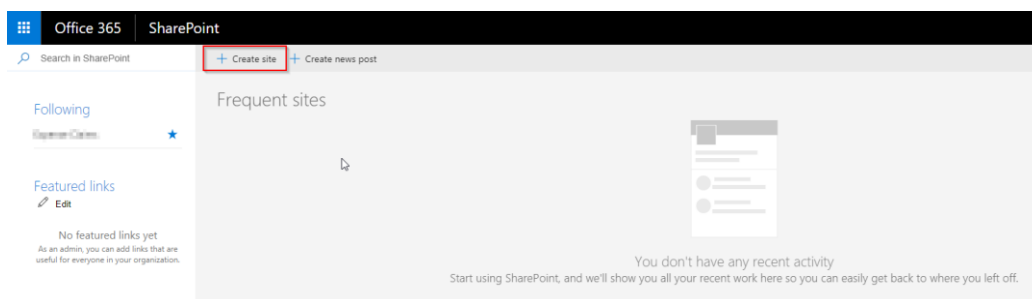 Office 365 SharePoint
Search in SharePoint
+ Create site + Create news post
Frequent sites
Following
Featured links
Edit
No featured links yet
As an admin, you can add links that are
useful for everyone in your organization.
You don't have any recent activity
Start using SharePoint, and we'll show you all your recent work here so you can easily get back to where you left off.